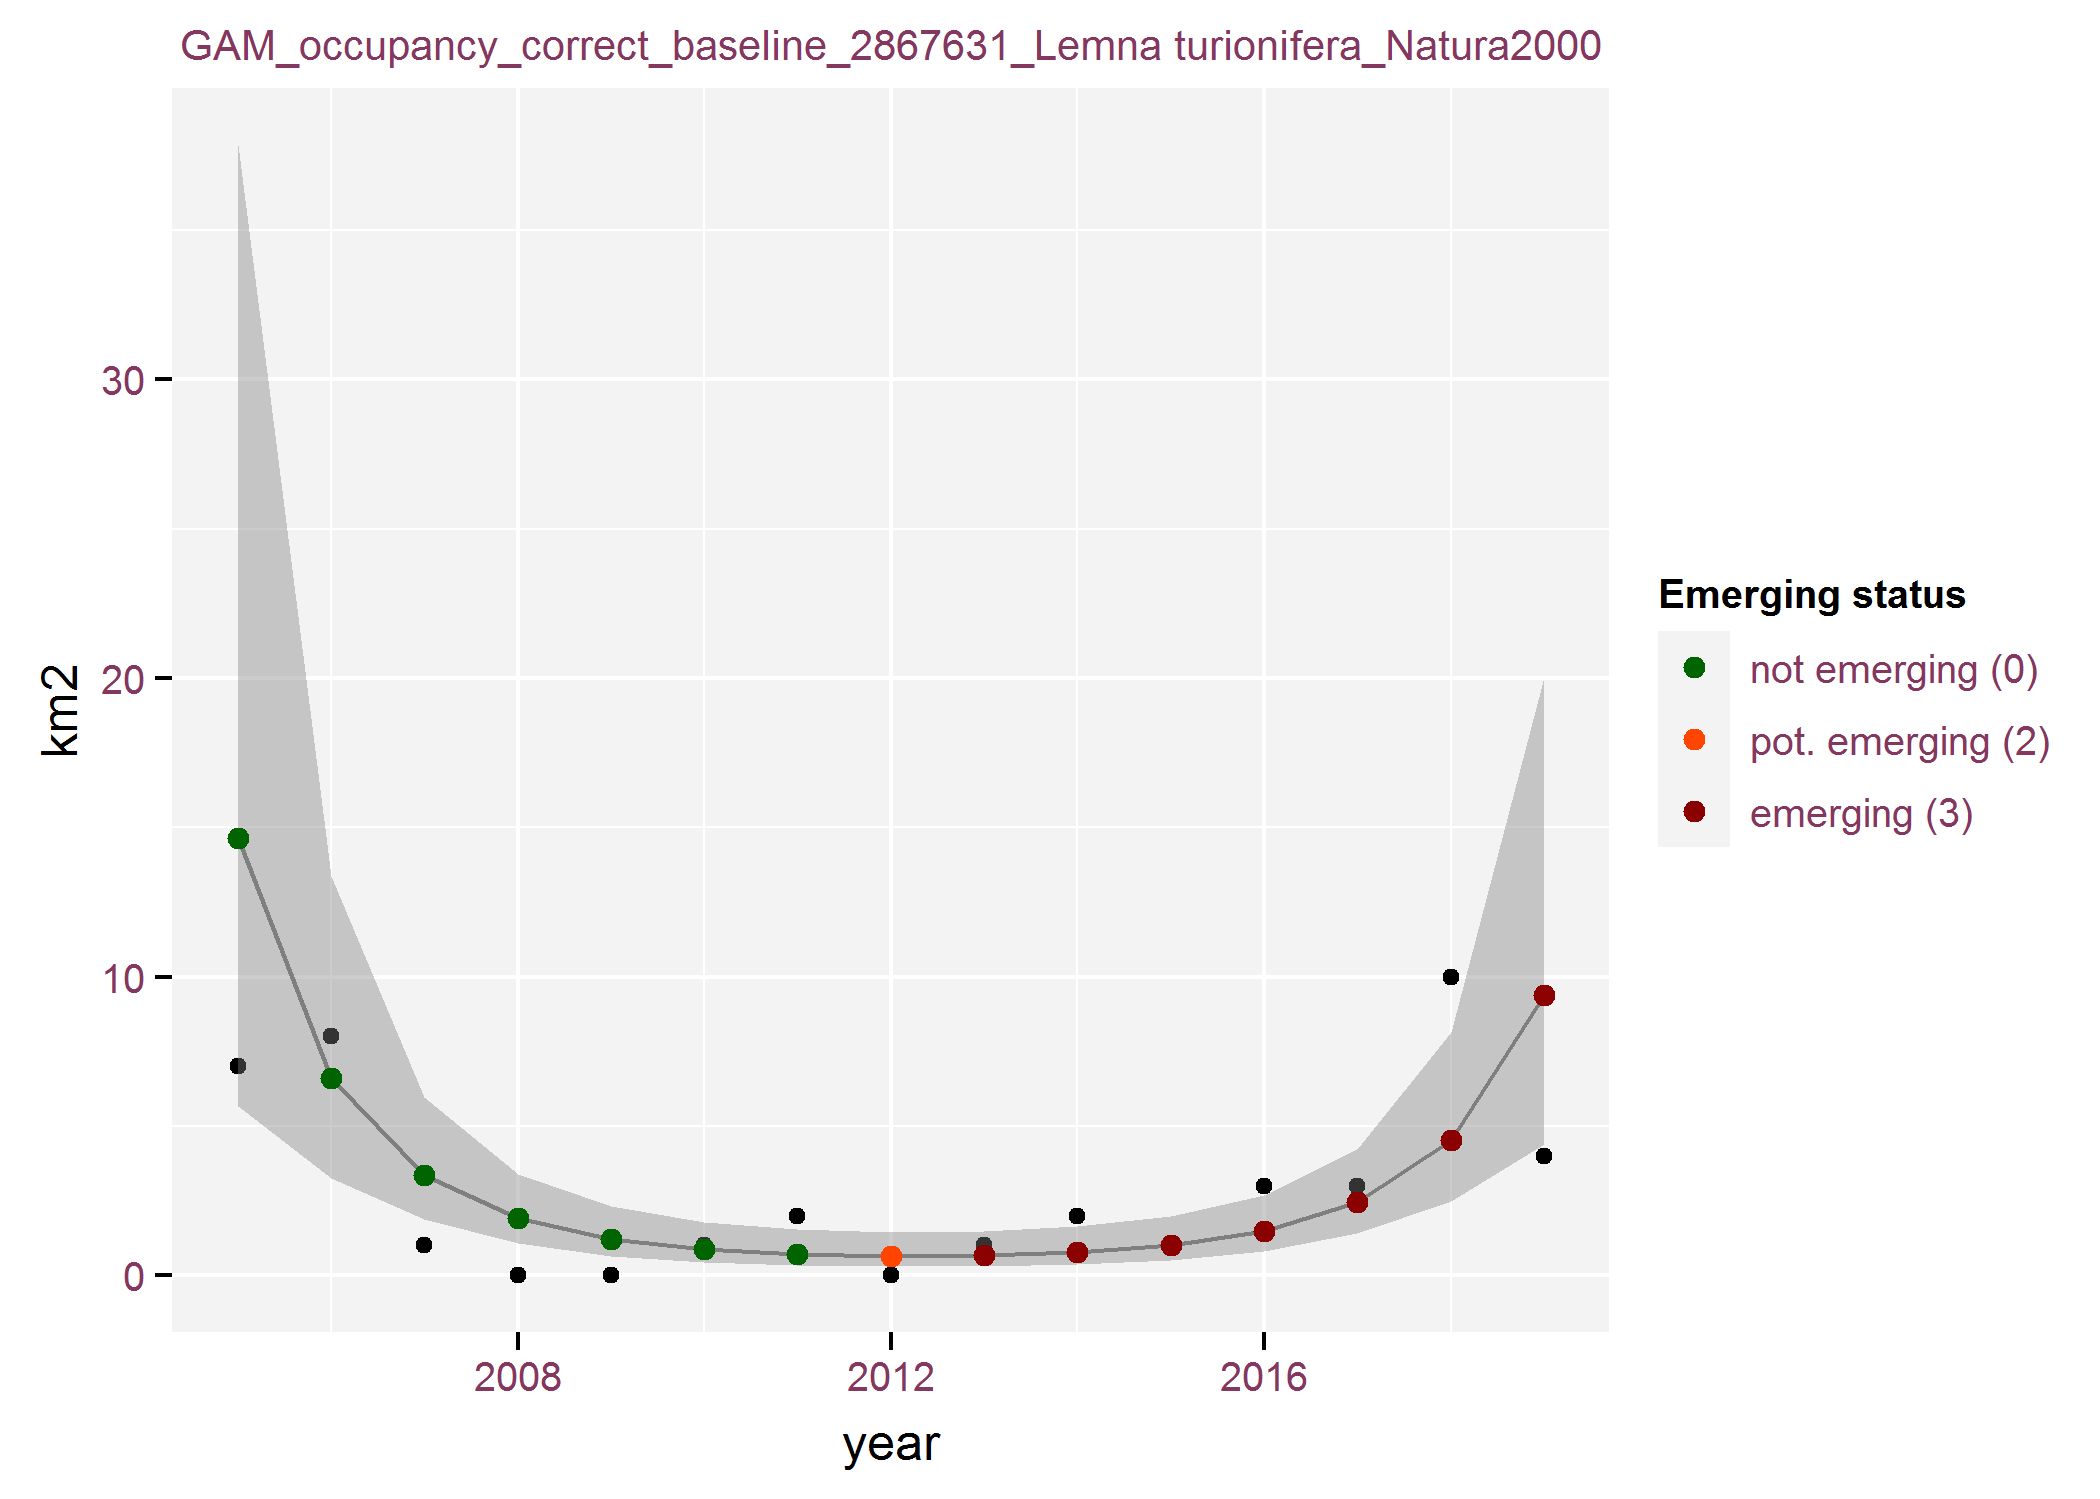 GAM_occupancy_correct_baseline_2867631_Lemna turionifera_Natura2000
30
20
10
0
km2
2008
2012
2016
year
Emerging status
not emerging (0)
pot. emerging (2)
emerging (3)